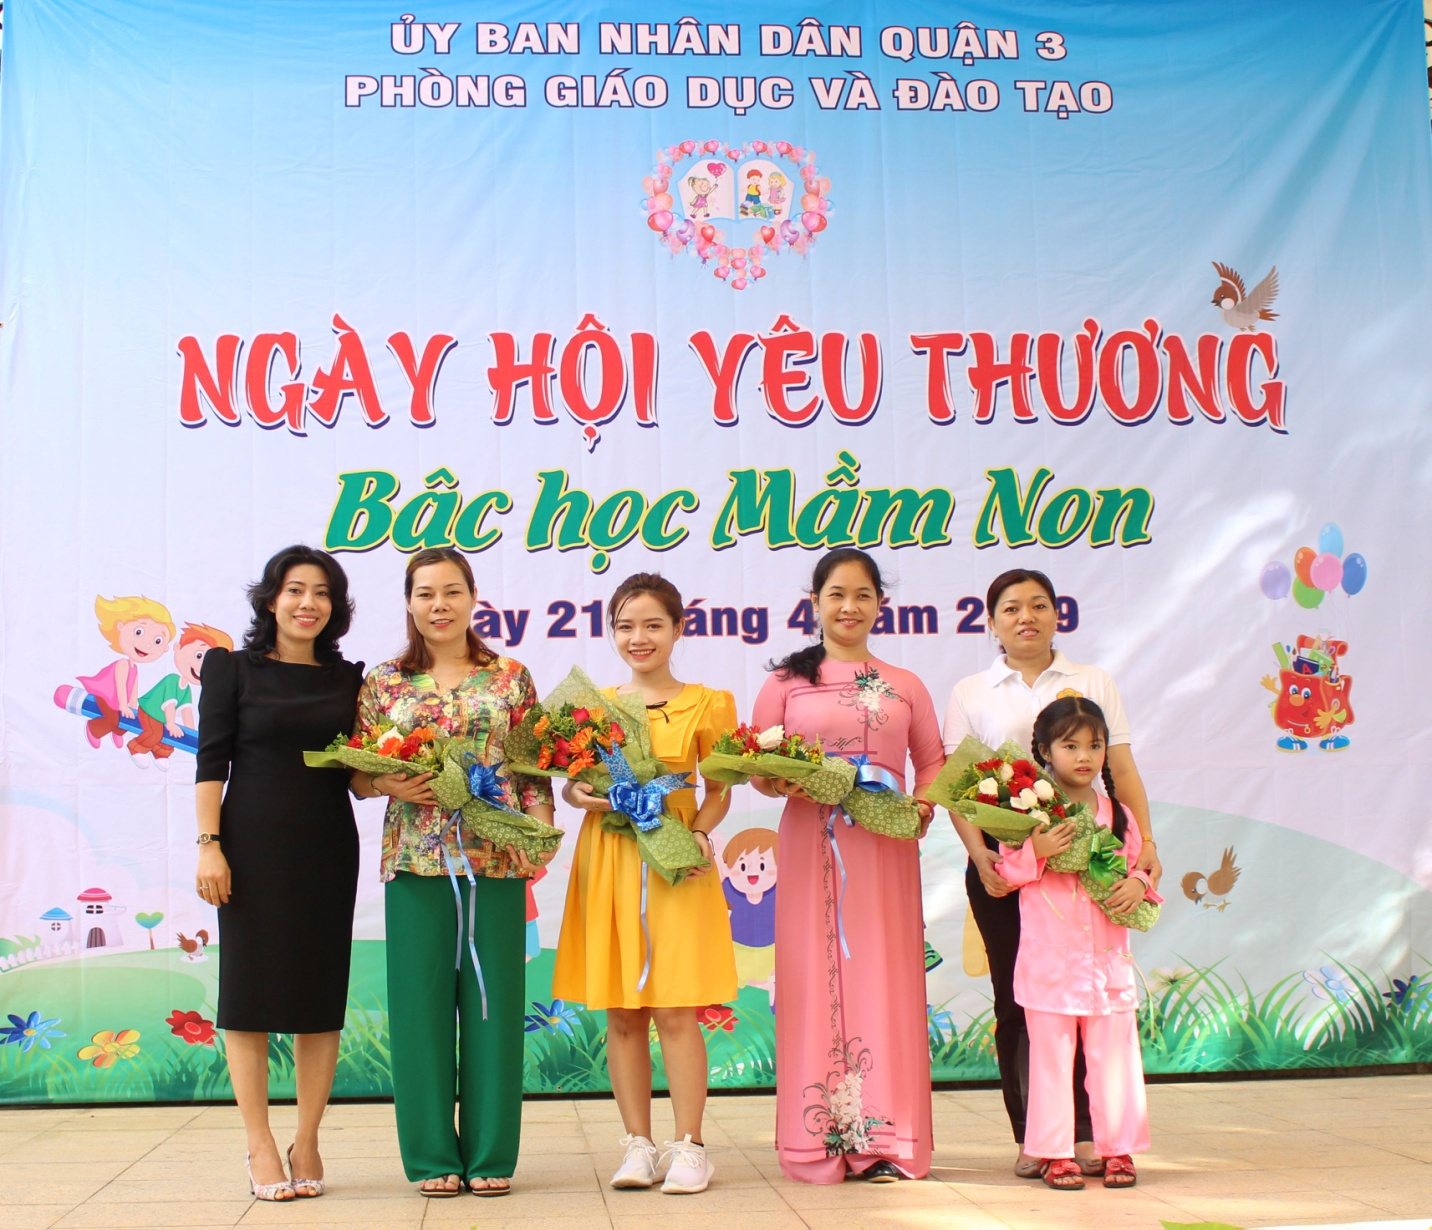 ỦY BAN NHÂN DÂN QUẬN 3
PHÒNG GIÁO DỤC VÀ ĐÀO TẠO
NGÀY HỘI YÊU THƯƠNG
Bậc học Mầm Non
21 4